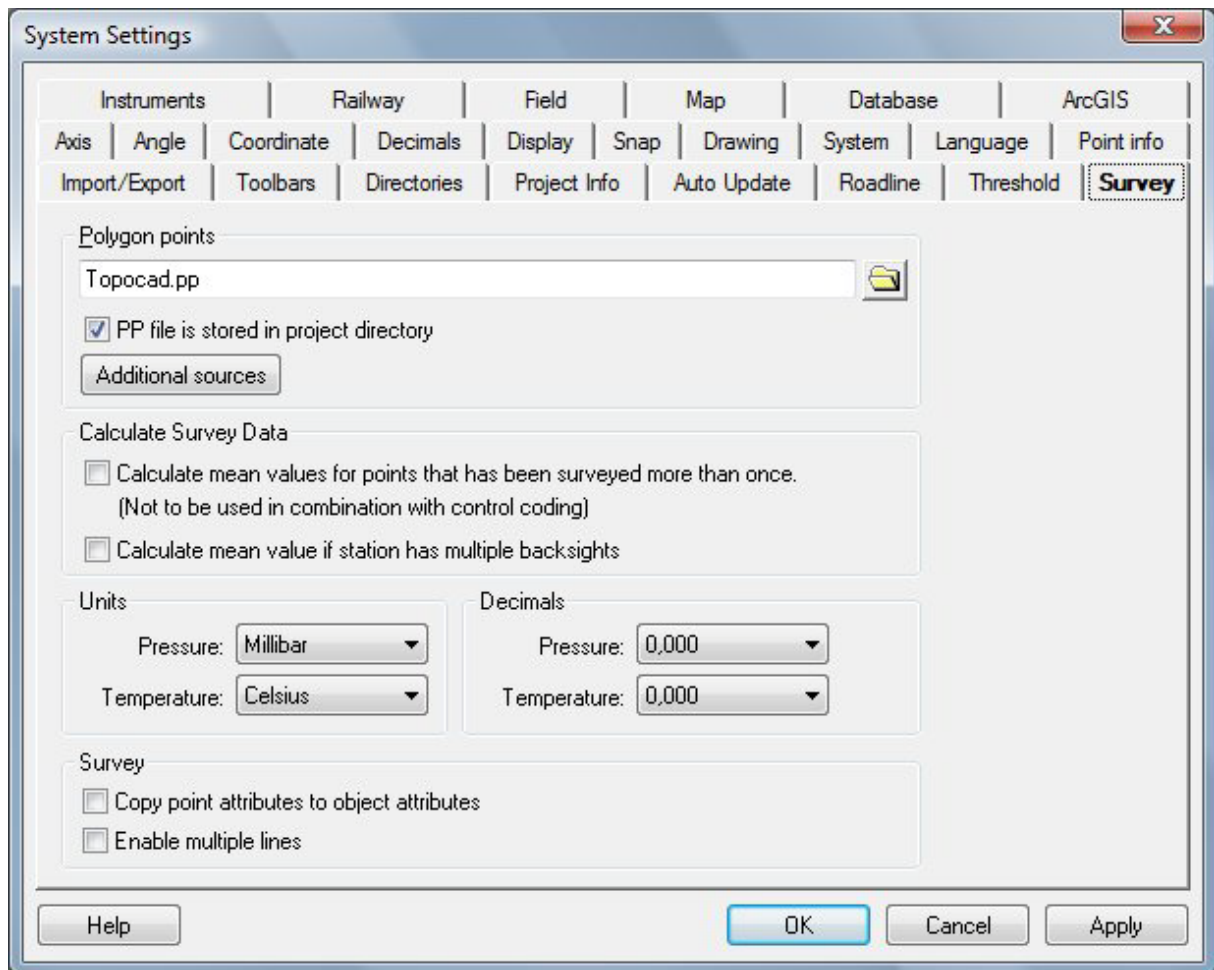 System Settings
Instruments Railway Field Map Database ArcGIS
Axis Angle Coordinate Decimals Display Snap Drawing System Language Point info
Import/Export Toolbars Directories Project Info Auto Update Roadline Threshold Survey
Polygon points
Topocad.pp
PP file is stored in project directory
Additional sources
Calculate Survey Data
Calculate mean values for points that has been surveyed more than once.
(Not to be used in combination with control coding)
Calculate mean value if station has multiple backsights
Units Decimals
Pressure: Millibar Pressure: 0,000
Temperature: Celsius Temperature: 0,000
Survey
Copy point attributes to object attributes
Enable multiple lines
Help OK Cancel Apply